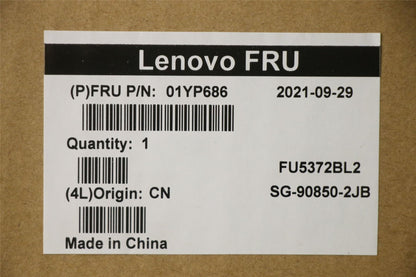 Lenovo FRU
(P)FRU P/N: 01YP686 2021-09-29
Quantity: 1
FU5372BL2
(4L)Origin: CN SG-90850-2JB
Made in China